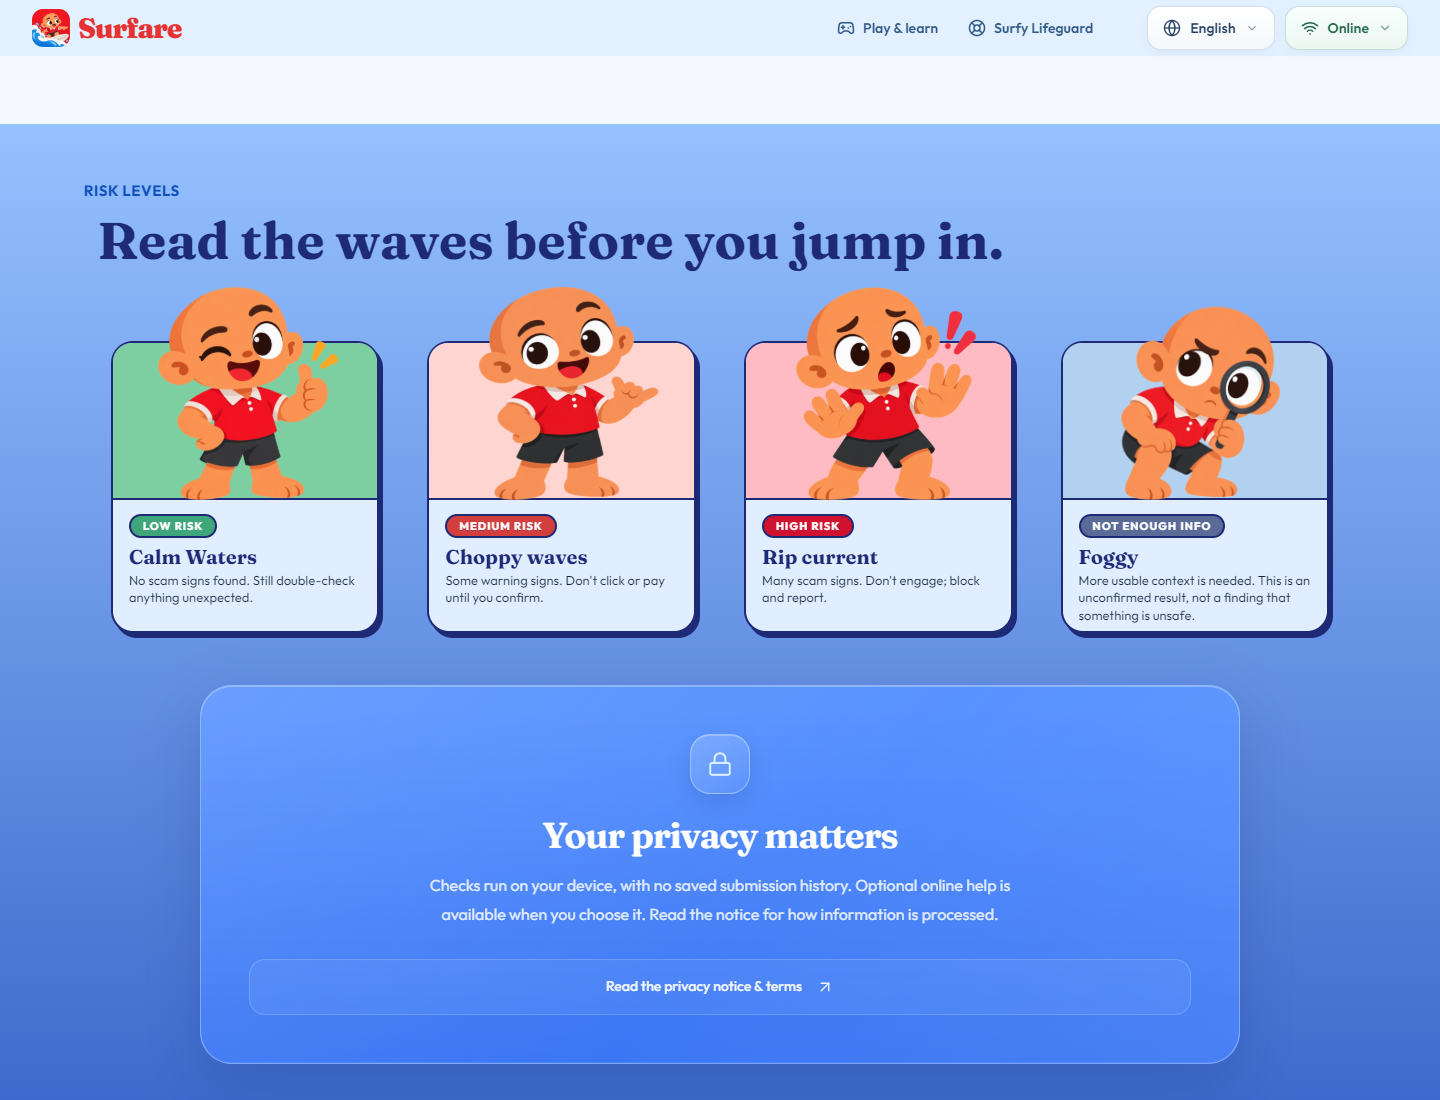 Surfare
Play & learn
Surfy Lifeguard
English
Online
RISK LEVELS
Read the waves before you jump in.
LOW RISK
Calm Waters
No scam signs found. Still double-check
anything unexpected.
MEDIUM RISK
Choppy waves
Some warning signs. Don't click or pay
until you confirm.
HIGH RISK
Rip current
Many scam signs. Don't engage; block
and report.
NOT ENOUGH INFO
Foggy
More usable context is needed. This is an
unconfirmed result, not a finding that
something is unsafe.
Your privacy matters
Checks run on your device, with no saved submission history. Optional online help is
available when you choose it. Read the notice for how information is processed.
Read the privacy notice & terms